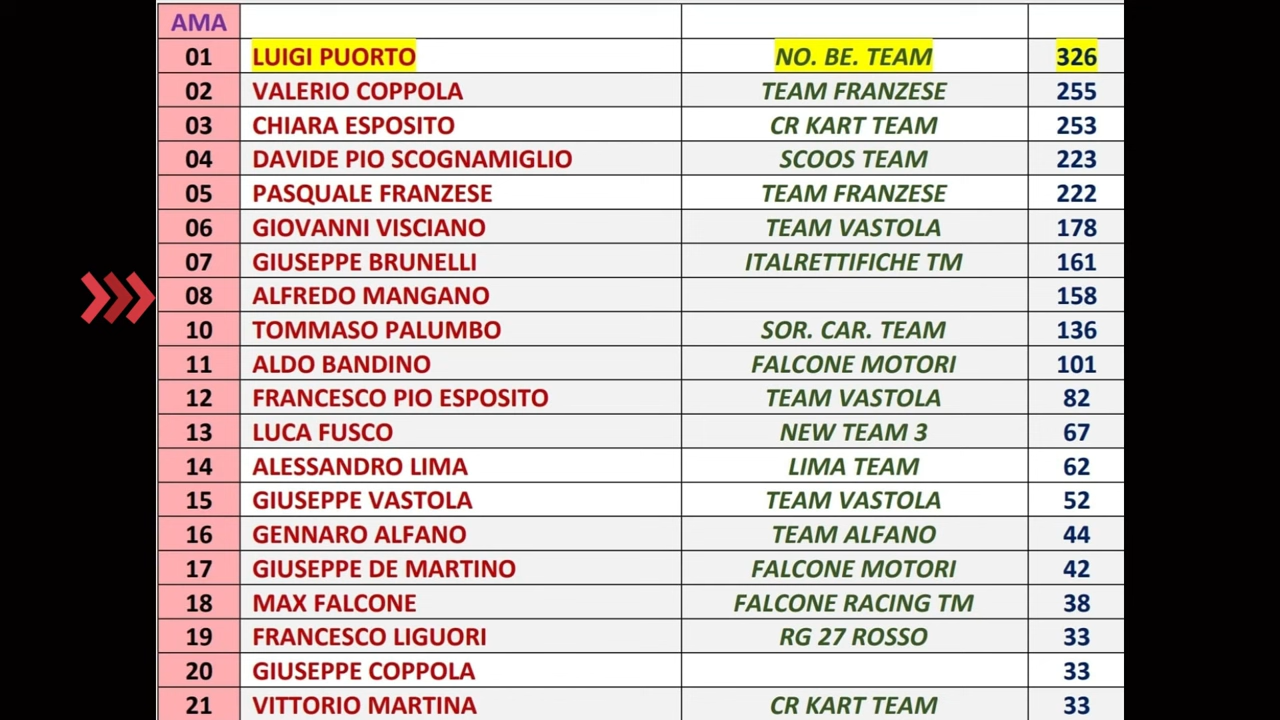 AMA
01 LUIGI PUORTO NO. BE. TEAM 326
02 VALERIO COPPOLA TEAM FRANZESE 255
03 CHIARA ESPOSITO CR KART TEAM 253
04 DAVIDE PIO SCOGNAMIGLIO SCOOS TEAM 223
05 PASQUALE FRANZESE TEAM FRANZESE 222
06 GIOVANNI VISCIANO TEAM VASTOLA 178
07 GIUSEPPE BRUNELLI ITALRETTIFICHE TM 161
08 ALFREDO MANGANO 158
10 TOMMASO PALUMBO SOR. CAR. TEAM 136
11 ALDO BANDINO FALCONE MOTORI 101
12 FRANCESCO PIO ESPOSITO TEAM VASTOLA 82
13 LUCA FUSCO NEW TEAM 3 67
14 ALESSANDRO LIMA LIMA TEAM 62
15 GIUSEPPE VASTOLA TEAM VASTOLA 52
16 GENNARO ALFANO TEAM ALFANO 44
17 GIUSEPPE DE MARTINO FALCONE MOTORI 42
18 MAX FALCONE FALCONE RACING TM 38
19 FRANCESCO LIGUORI RG 27 ROSSO 33
20 GIUSEPPE COPPOLA 33
21 VITTORIO MARTINA CR KART TEAM 33